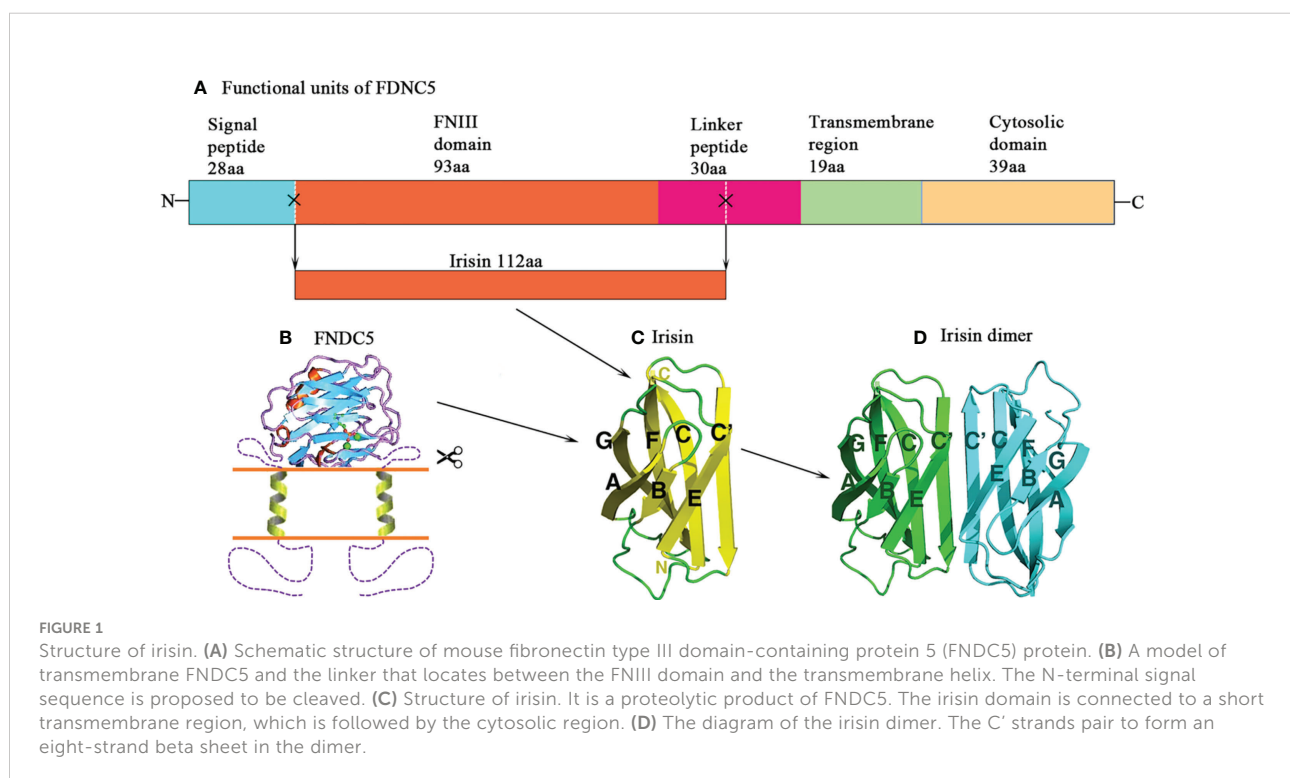 A Functional units of FDNC5
Signal peptide 28aa
FNIII domain 93aa
Linker peptide 30aa
Transmembrane region 19aa
Cytosolic domain 39aa
N
C
Irisin 112aa
B FNDC5
C Irisin
D Irisin dimer
C
G F C C'
A B E
N
G F C C'
A B E
C' C F G
E B A
FIGURE 1
Structure of irisin. (A) Schematic structure of mouse fibronectin type III domain-containing protein 5 (FNDC5) protein. (B) A model of
transmembrane FNDC5 and the linker that locates between the FNIII domain and the transmembrane helix. The N-terminal signal
sequence is proposed to be cleaved. (C) Structure of irisin. It is a proteolytic product of FNDC5. The irisin domain is connected to a short
transmembrane region, which is followed by the cytosolic region. (D) The diagram of the irisin dimer. The C’ strands pair to form an
eight-strand beta sheet in the dimer.